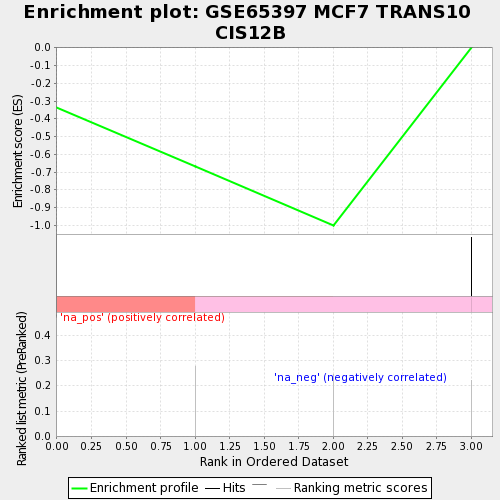 Enrichment plot: GSE65397 MCF7 TRANS10
CIS12B
Enrichment score (ES)
0.0
-0.1
-0.2
-0.3
-0.4
-0.5
-0.6
-0.7
-0.8
-0.9
-1.0
'na_pos' (positively correlated)
'na_neg' (negatively correlated)
Ranked list metric (PreRanked)
0.4
0.3
0.2
0.1
0.0
0.00 0.25 0.50 0.75 1.00 1.25 1.50 1.75 2.00 2.25 2.50 2.75 3.00
Rank in Ordered Dataset
Enrichment profile Hits Ranking metric scores